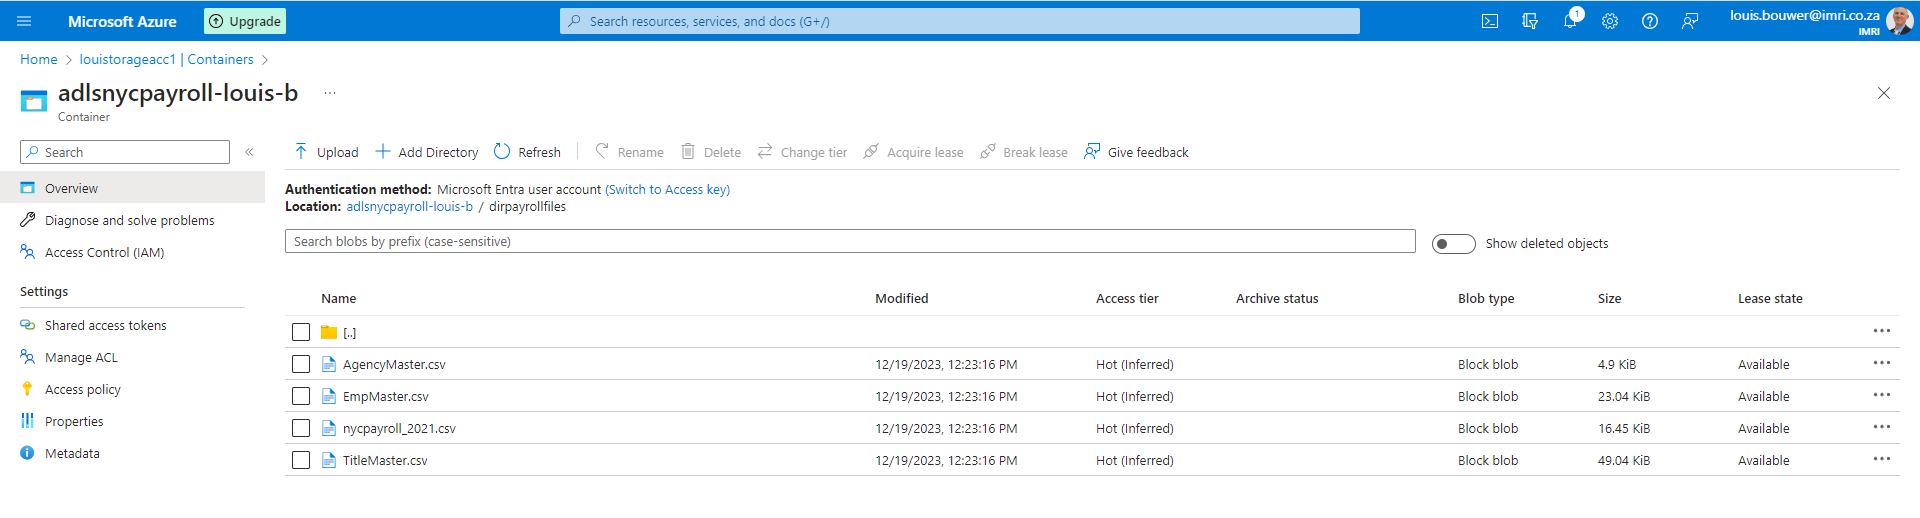 Microsoft Azure Upgrade Search resources, services, and docs (G+/) 1 louis.bouwer@imri.co.za
IMRI
Home > louistorageacc1 | Containers >
adlsnycpayroll-louis-b ...
Container
Search « Upload Add Directory Refresh Rename Delete Change tier Acquire lease Break lease Give feedback
Overview
Diagnose and solve problems
Access Control (IAM)
Settings
Shared access tokens
Manage ACL
Access policy
Properties
Metadata
Authentication method: Microsoft Entra user account (Switch to Access key)
Location: adlsnycpayroll-louis-b / dirpayrollfiles
Search blobs by prefix (case-sensitive) Show deleted objects
Name Modified Access tier Archive status Blob type Size Lease state
[..]
AgencyMaster.csv 12/19/2023, 12:23:16 PM Hot (Inferred) Block blob 4.9 KiB Available
EmpMaster.csv 12/19/2023, 12:23:16 PM Hot (Inferred) Block blob 23.04 KiB Available
nycpayroll_2021.csv 12/19/2023, 12:23:16 PM Hot (Inferred) Block blob 16.45 KiB Available
TitleMaster.csv 12/19/2023, 12:23:16 PM Hot (Inferred) Block blob 49.04 KiB Available